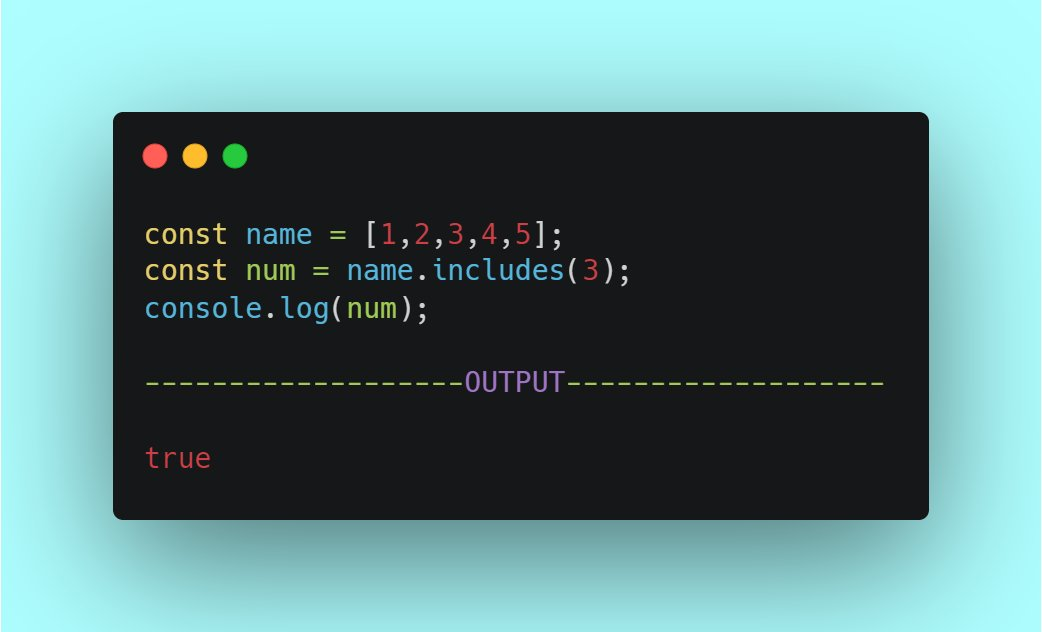 const name = [1,2,3,4,5];
const num = name.includes(3);
console.log(num);
-------------------OUTPUT-------------------
true